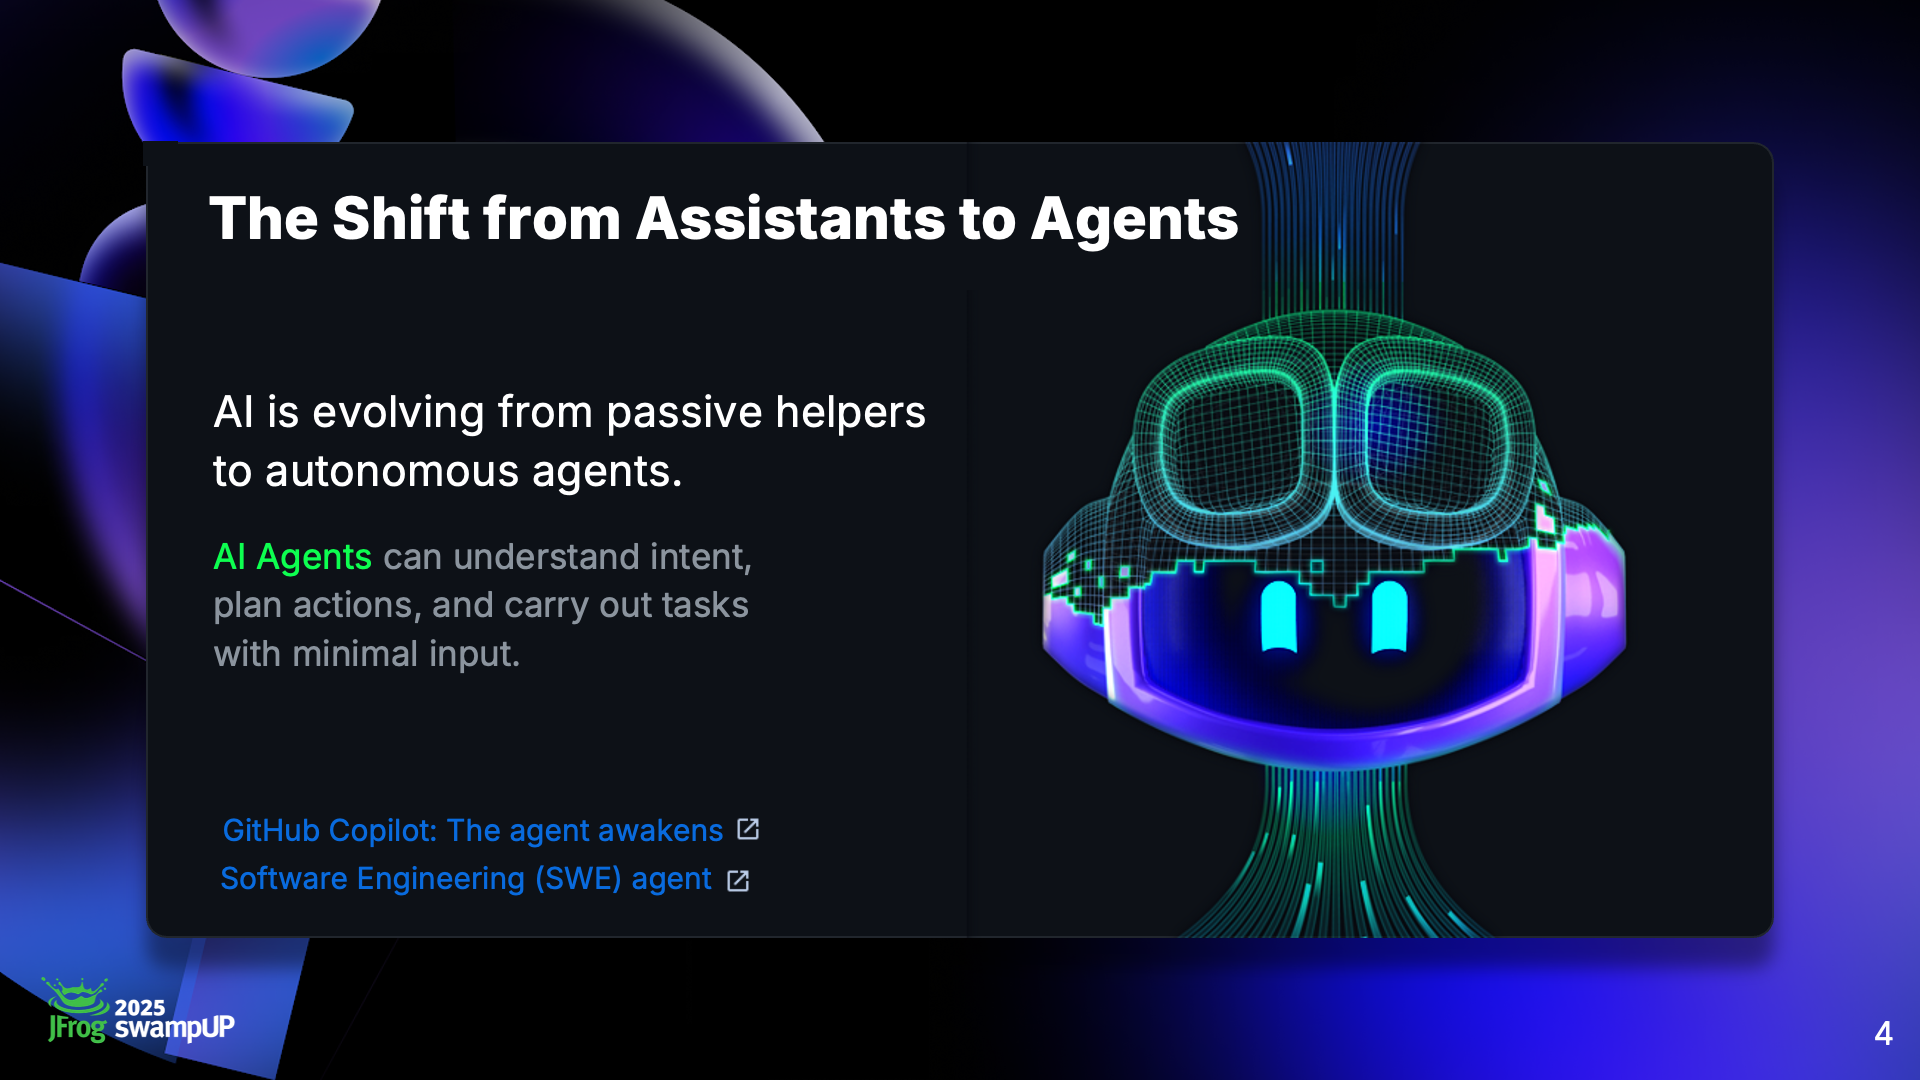 The Shift from Assistants to Agents
AI is evolving from passive helpers
to autonomous agents.
AI Agents can understand intent,
plan actions, and carry out tasks
with minimal input.
GitHub Copilot: The agent awakens
Software Engineering (SWE) agent
JFrog
2025
swampUP
4